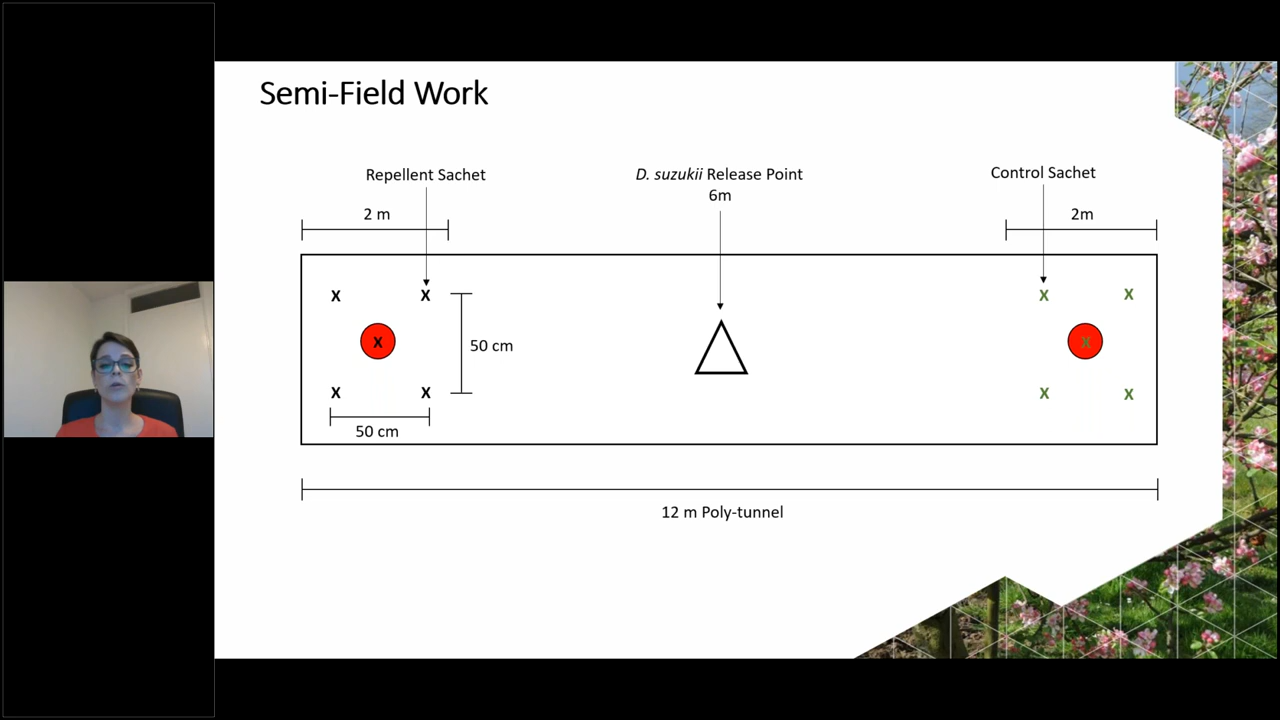 Semi-Field Work
Repellent Sachet
D. suzukii Release Point
6m
Control Sachet
2 m
2m
x x
x
x x
50 cm
50 cm
x x
x
x x
12 m Poly-tunnel